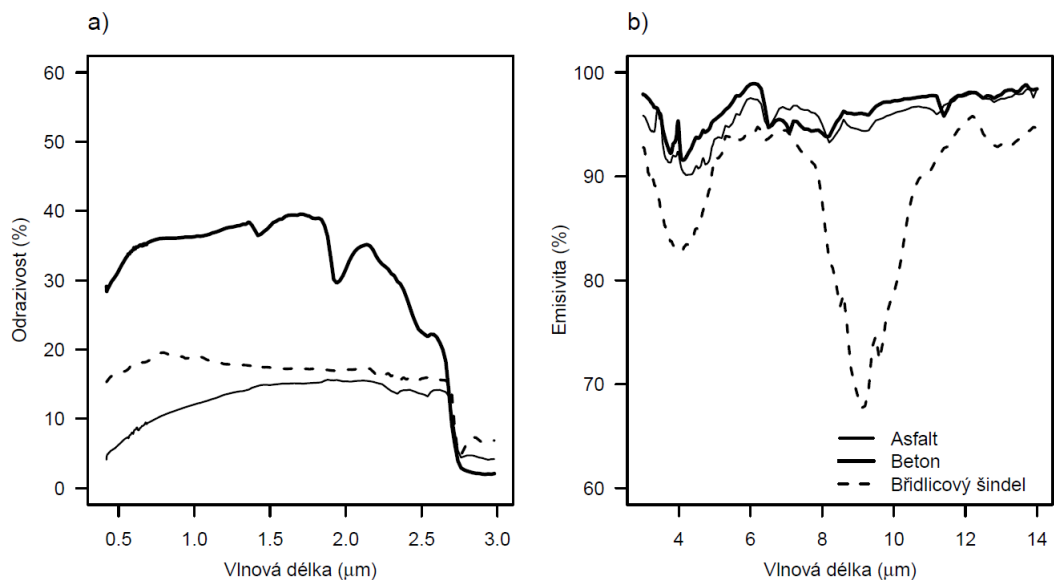 a)
60
50
40
30
20
10
0
Odrazivost (%)
0.5 1.0 1.5 2.0 2.5 3.0
Vlnová délka (μm)
b)
100
90
80
70
60
Emisivita (%)
4 6 8 10 12 14
Vlnová délka (μm)
Asfalt
Beton
Břidlicový šindel